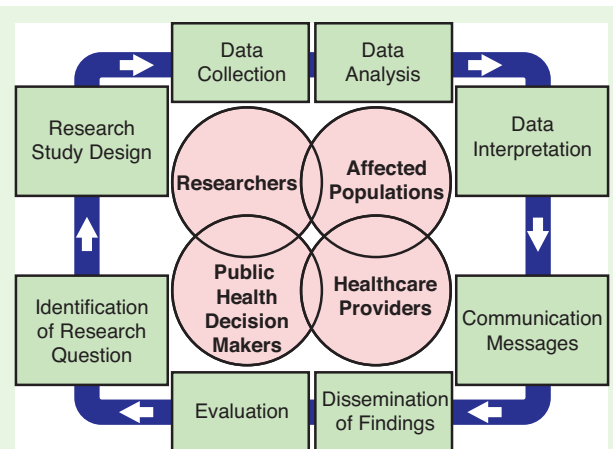 Data
Collection
Data
Analysis
Research
Study Design
Data
Interpretation
Researchers
Affected
Populations
Public
Health
Decision
Makers
Healthcare
Providers
Identification
of Research
Question
Communication
Messages
Evaluation
Dissemination
of Findings